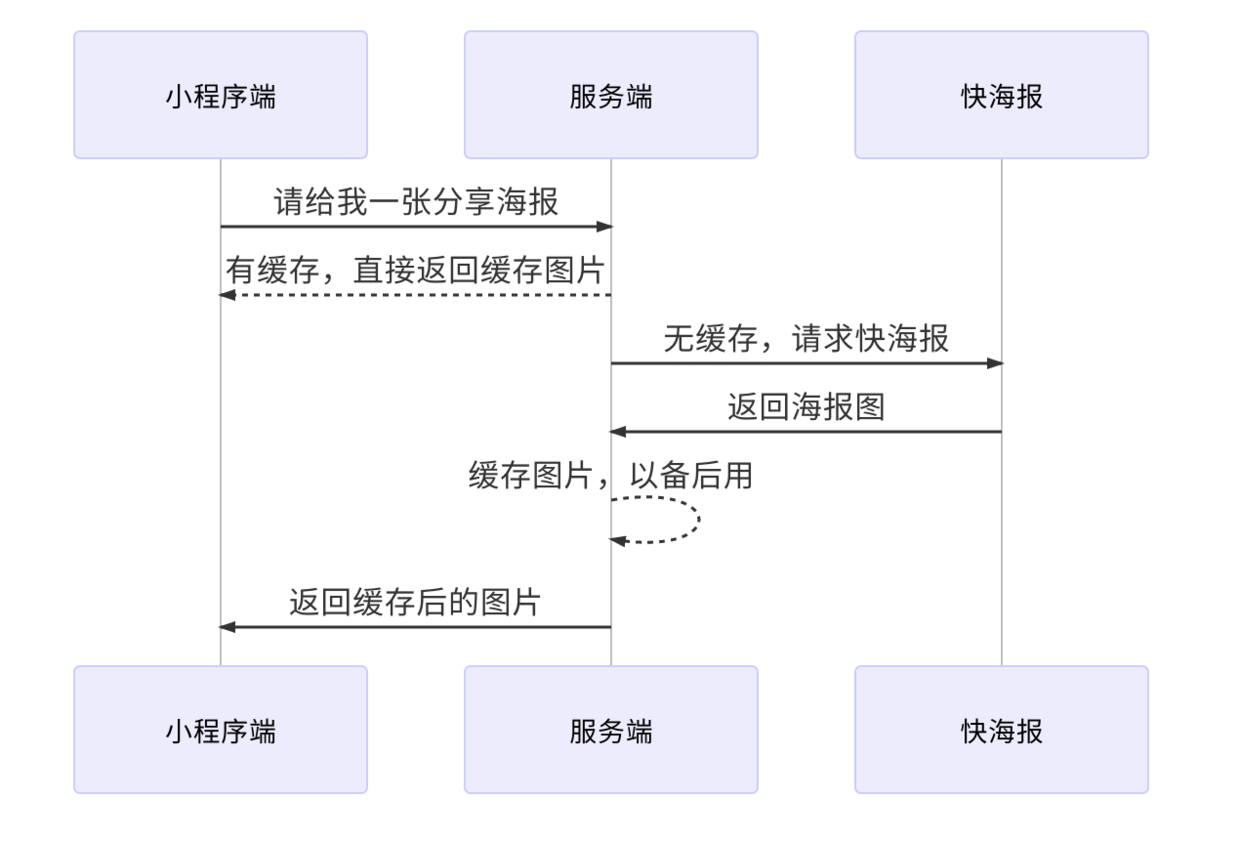 小程序端
服务端
快海报
请给我一张分享海报
有缓存，直接返回缓存图片
无缓存，请求快海报
返回海报图
缓存图片，以备后用
返回缓存后的图片
小程序端
服务端
快海报